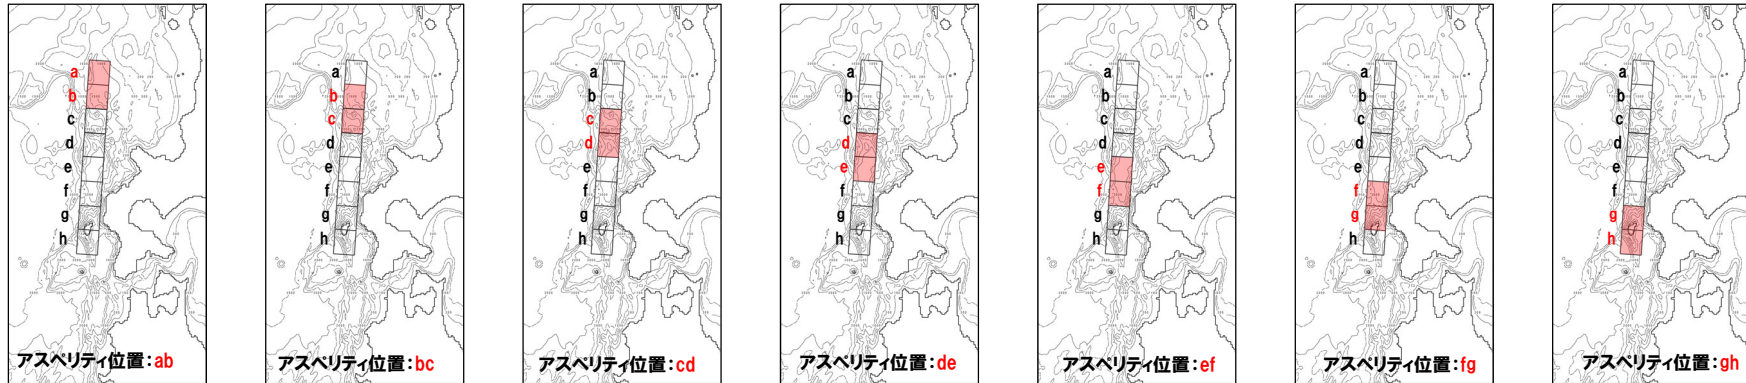 a
b
c
d
e
f
g
h
アスペリティ位置:ab
a
b
c
d
e
f
g
h
アスペリティ位置:bc
a
b
c
d
e
f
g
h
アスペリティ位置:cd
a
b
c
d
e
f
g
h
アスペリティ位置:de
a
b
c
d
e
f
g
h
アスペリティ位置:ef
a
b
c
d
e
f
g
h
アスペリティ位置:fg
a
b
c
d
e
f
g
h
アスペリティ位置:gh